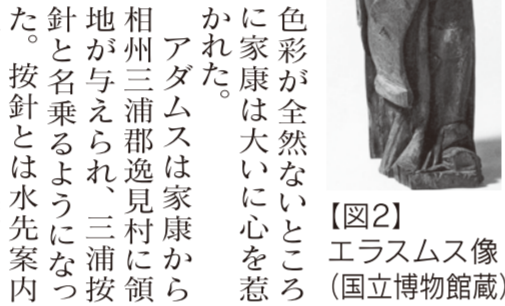 色彩が全然ないところ
に家康は大いに心を惹
かれた。
アダムスは家康から
相州三浦郡逸見村に領
地が与えられ、三浦按
針と名乗るようになっ
た。按針とは水先案内
【図2】
エラスムス像
（国立博物館蔵）